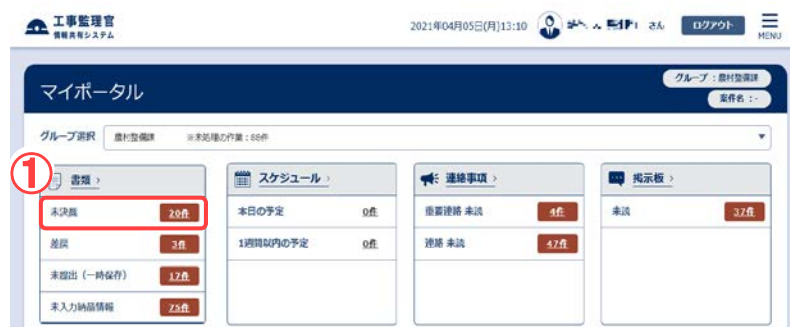 工事監理官
情報共有システム
2021年04月05日(月)13:10
さん
ログアウト
MENU
マイポータル
グループ：農村整備課
案件名：-
グループ選択 農村整備課 ※未処理の作業：88件
①
書類
未決裁 20件
差戻 3件
未提出（一時保存） 17件
未入力納品情報 75件
スケジュール
本日の予定 0件
1週間以内の予定 0件
連絡事項
重要連絡 未読 4件
連絡 未読 47件
掲示板
未読 37件